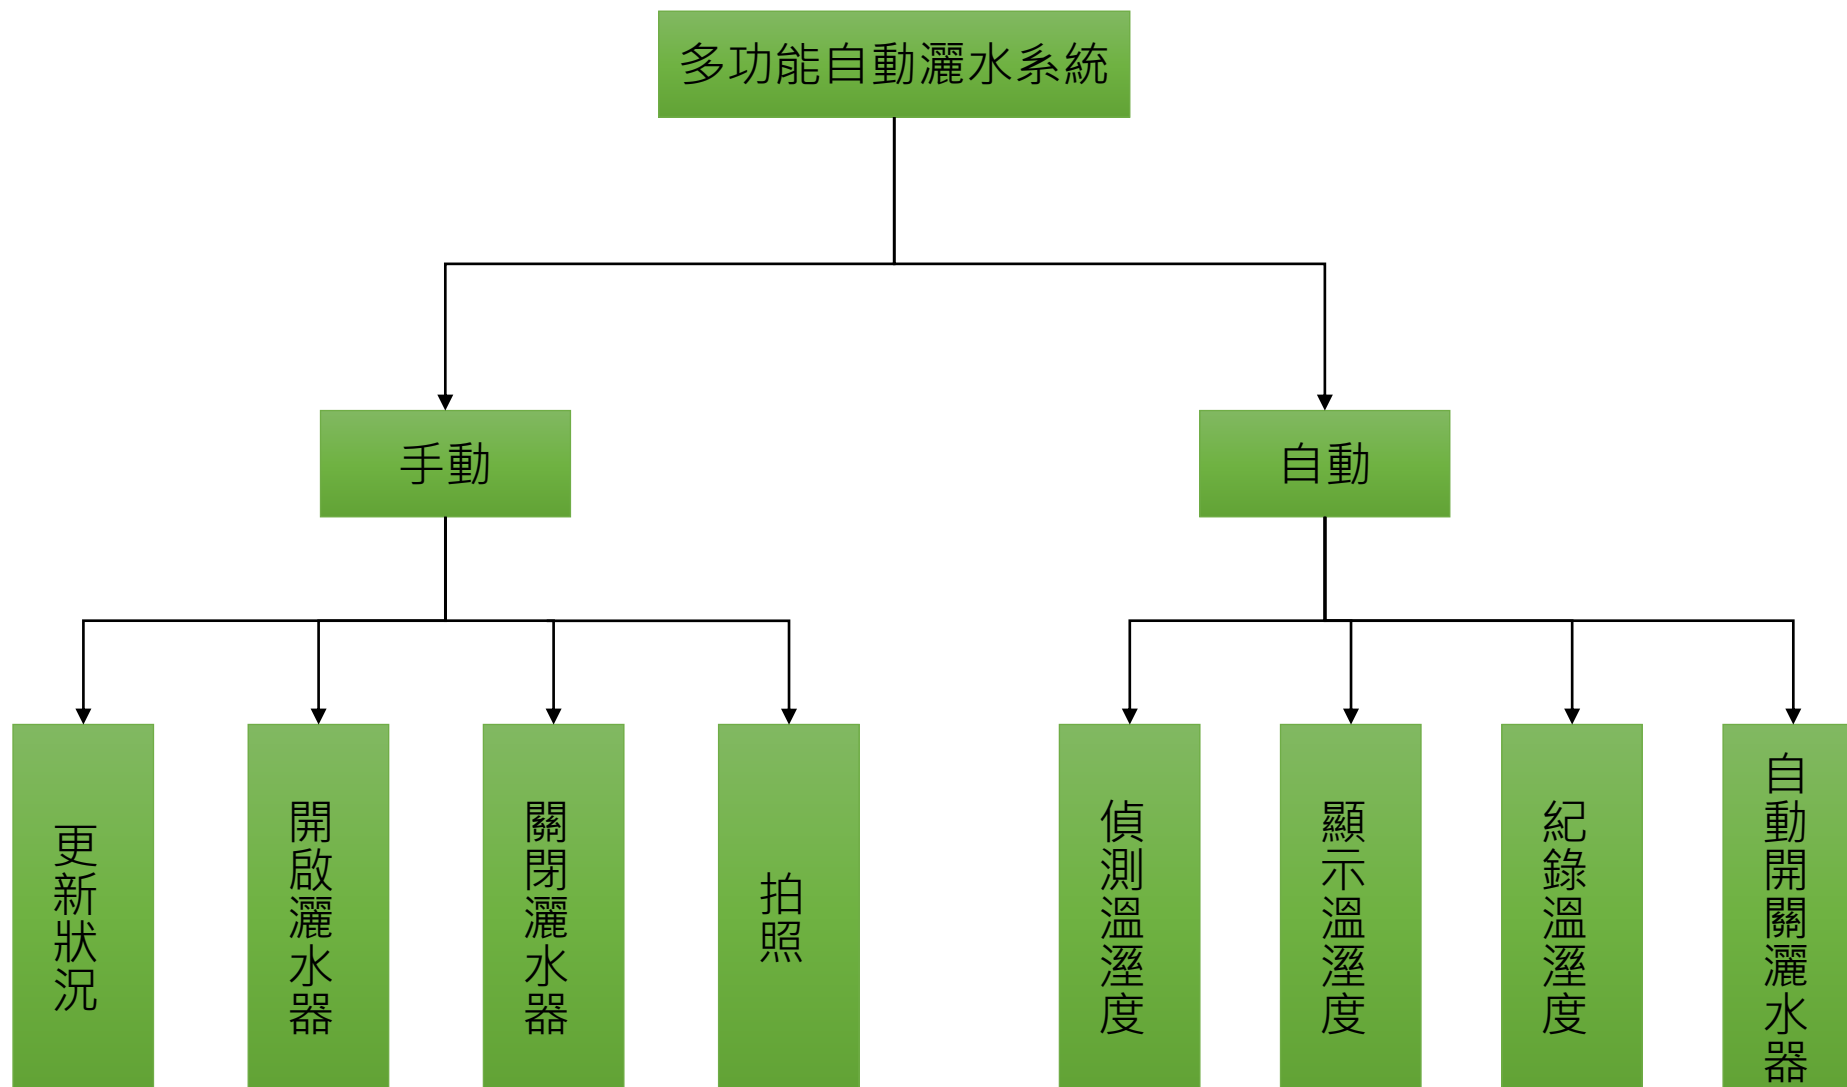 多功能自動灑水系統
手動
自動
更新狀況
開啟灑水器
關閉灑水器
拍照
偵測溫溼度
顯示溫溼度
紀錄溫溼度
自動開關灑水器